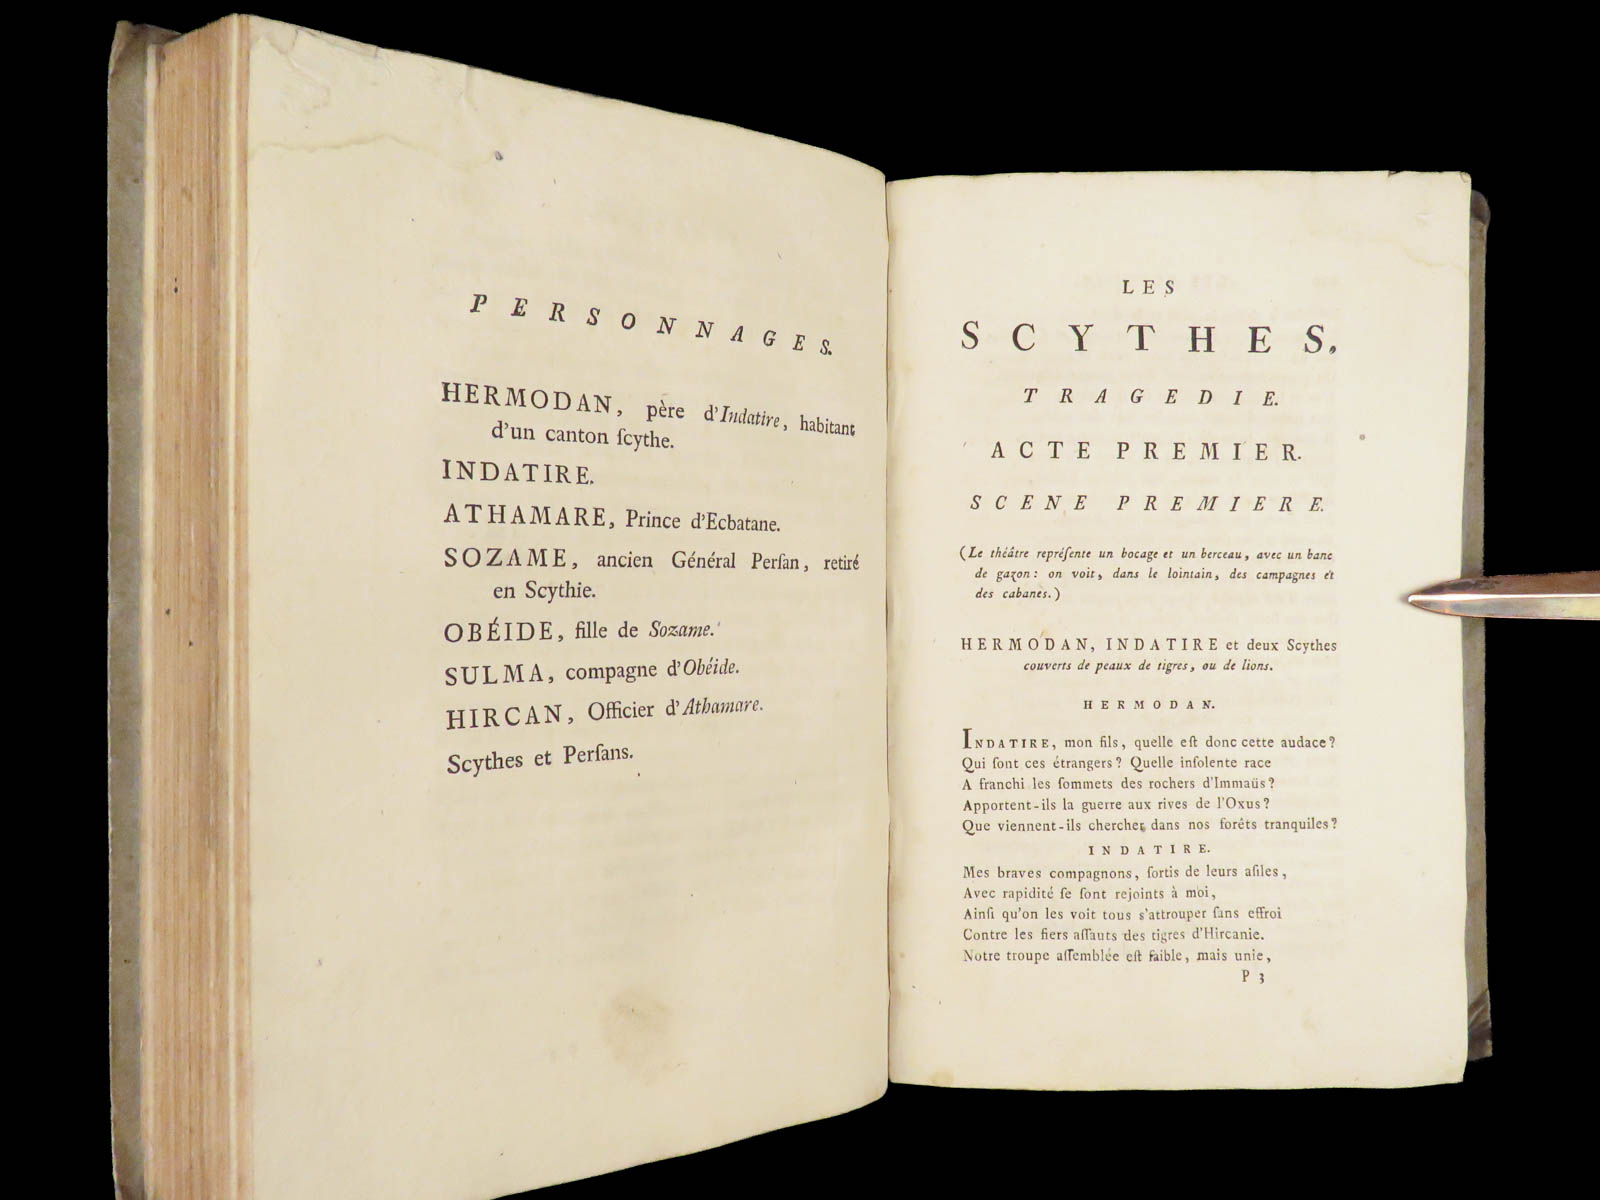 PERSONNAGES.
HERMODAN, père d'Indatire, habitant
d'un canton ſcythe.
INDATIRE.
ATHAMARE, Prince d'Ecbatane.
SOZAME, ancien Général Perſan, retiré
en Scythie.
OBÉIDE, fille de Sozame.
SULMA, compagne d'Obéide.
HIRCAN, Officier d'Athamare.
Scythes et Perſans.
LES
SCYTHES,
TRAGEDIE.
ACTE PREMIER.
SCENE PREMIERE.
(Le théâtre repréſente un bocage et un berceau, avec un banc
de gazon: on voit, dans le lointain, des campagnes et
des cabanes.)
HERMODAN, INDATIRE et deux Scythes
couverts de peaux de tigres, ou de lions.
HERMODAN.
INDATIRE, mon fils, quelle eſt donc cette audace?
Qui ſont ces étrangers? Quelle inſolente race
A franchi les ſommets des rochers d'Immaüs?
Apportent-ils la guerre aux rives de l'Oxus?
Que viennent-ils chercher dans nos forêts tranquiles?
INDATIRE.
Mes braves compagnons, ſortis de leurs aſiles,
Avec rapidité ſe ſont rejoints à moi,
Ainſi qu'on les voit tous s'attrouper ſans effroi
Contre les fiers aſſauts des tigres d'Hircanie.
Notre troupe aſſemblée eſt faible, mais unie,
P 3